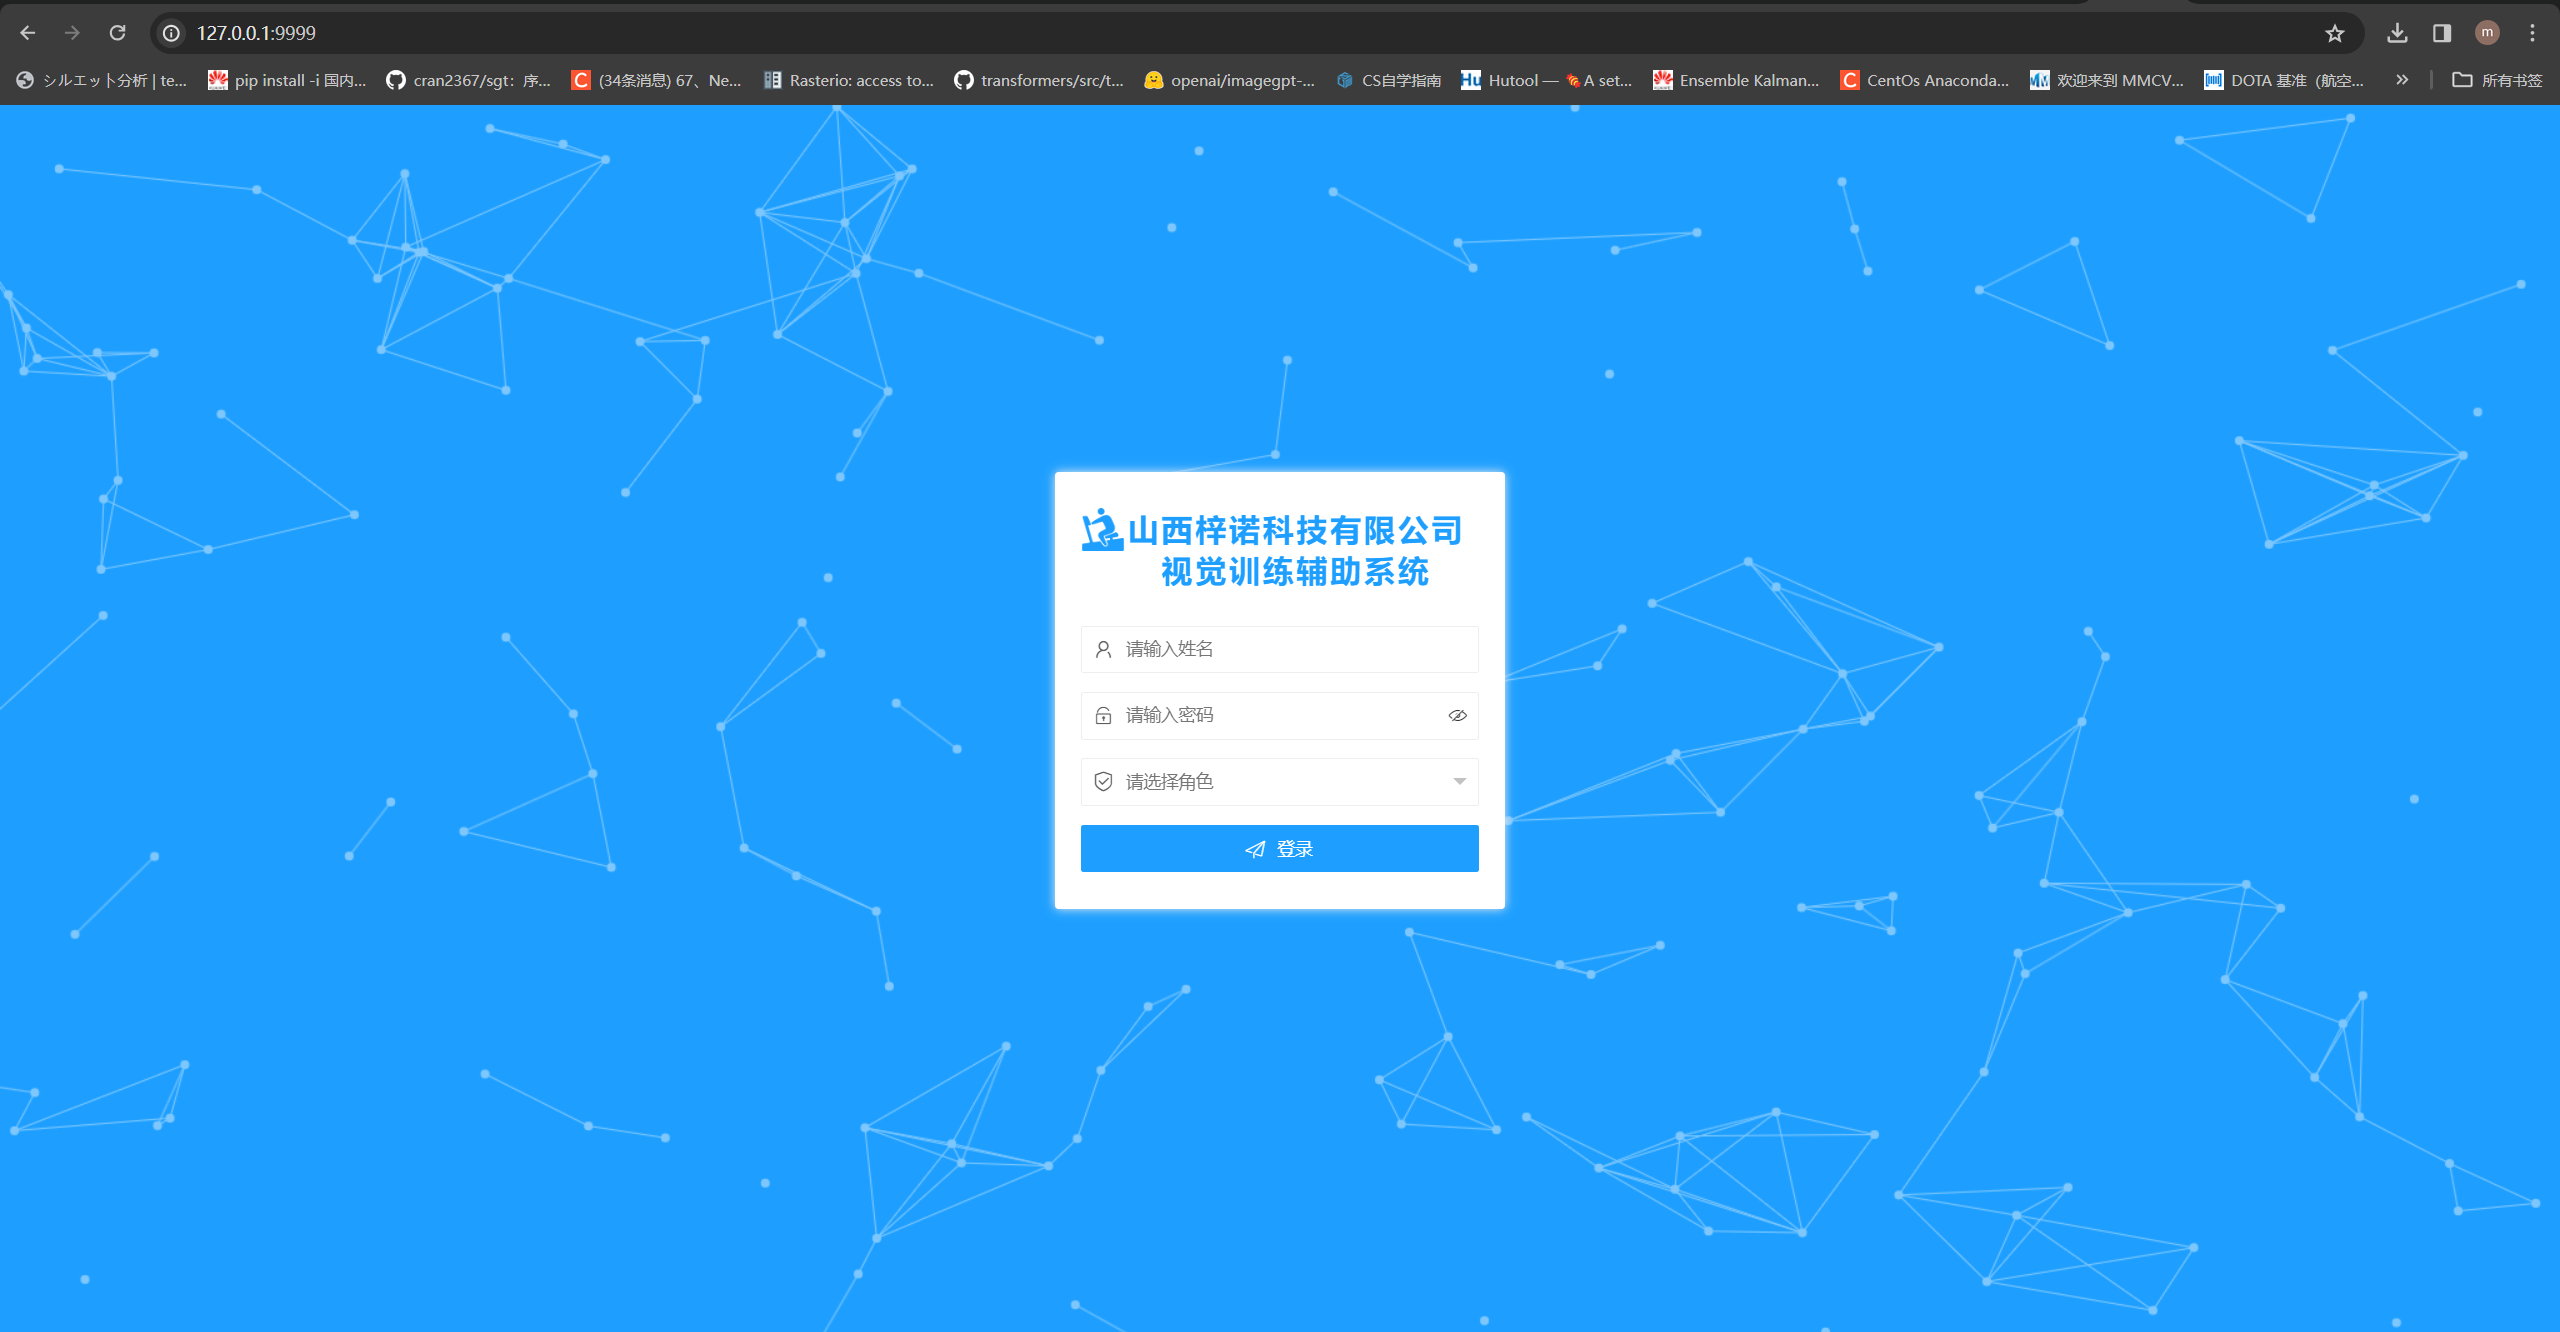 127.0.0.1:9999
シルエット分析 | te...
pip install -i 国内...
cran2367/sgt：序...
(34条消息) 67、Ne...
Rasterio: access to...
transformers/src/t...
openai/imagegpt-...
CS自学指南
Hutool — 🍬A set...
Ensemble Kalman...
CentOs Anaconda...
欢迎来到 MMCV...
DOTA 基准（航空...
所有书签
山西梓诺科技有限公司
视觉训练辅助系统
请输入姓名
请输入密码
请选择角色
登录